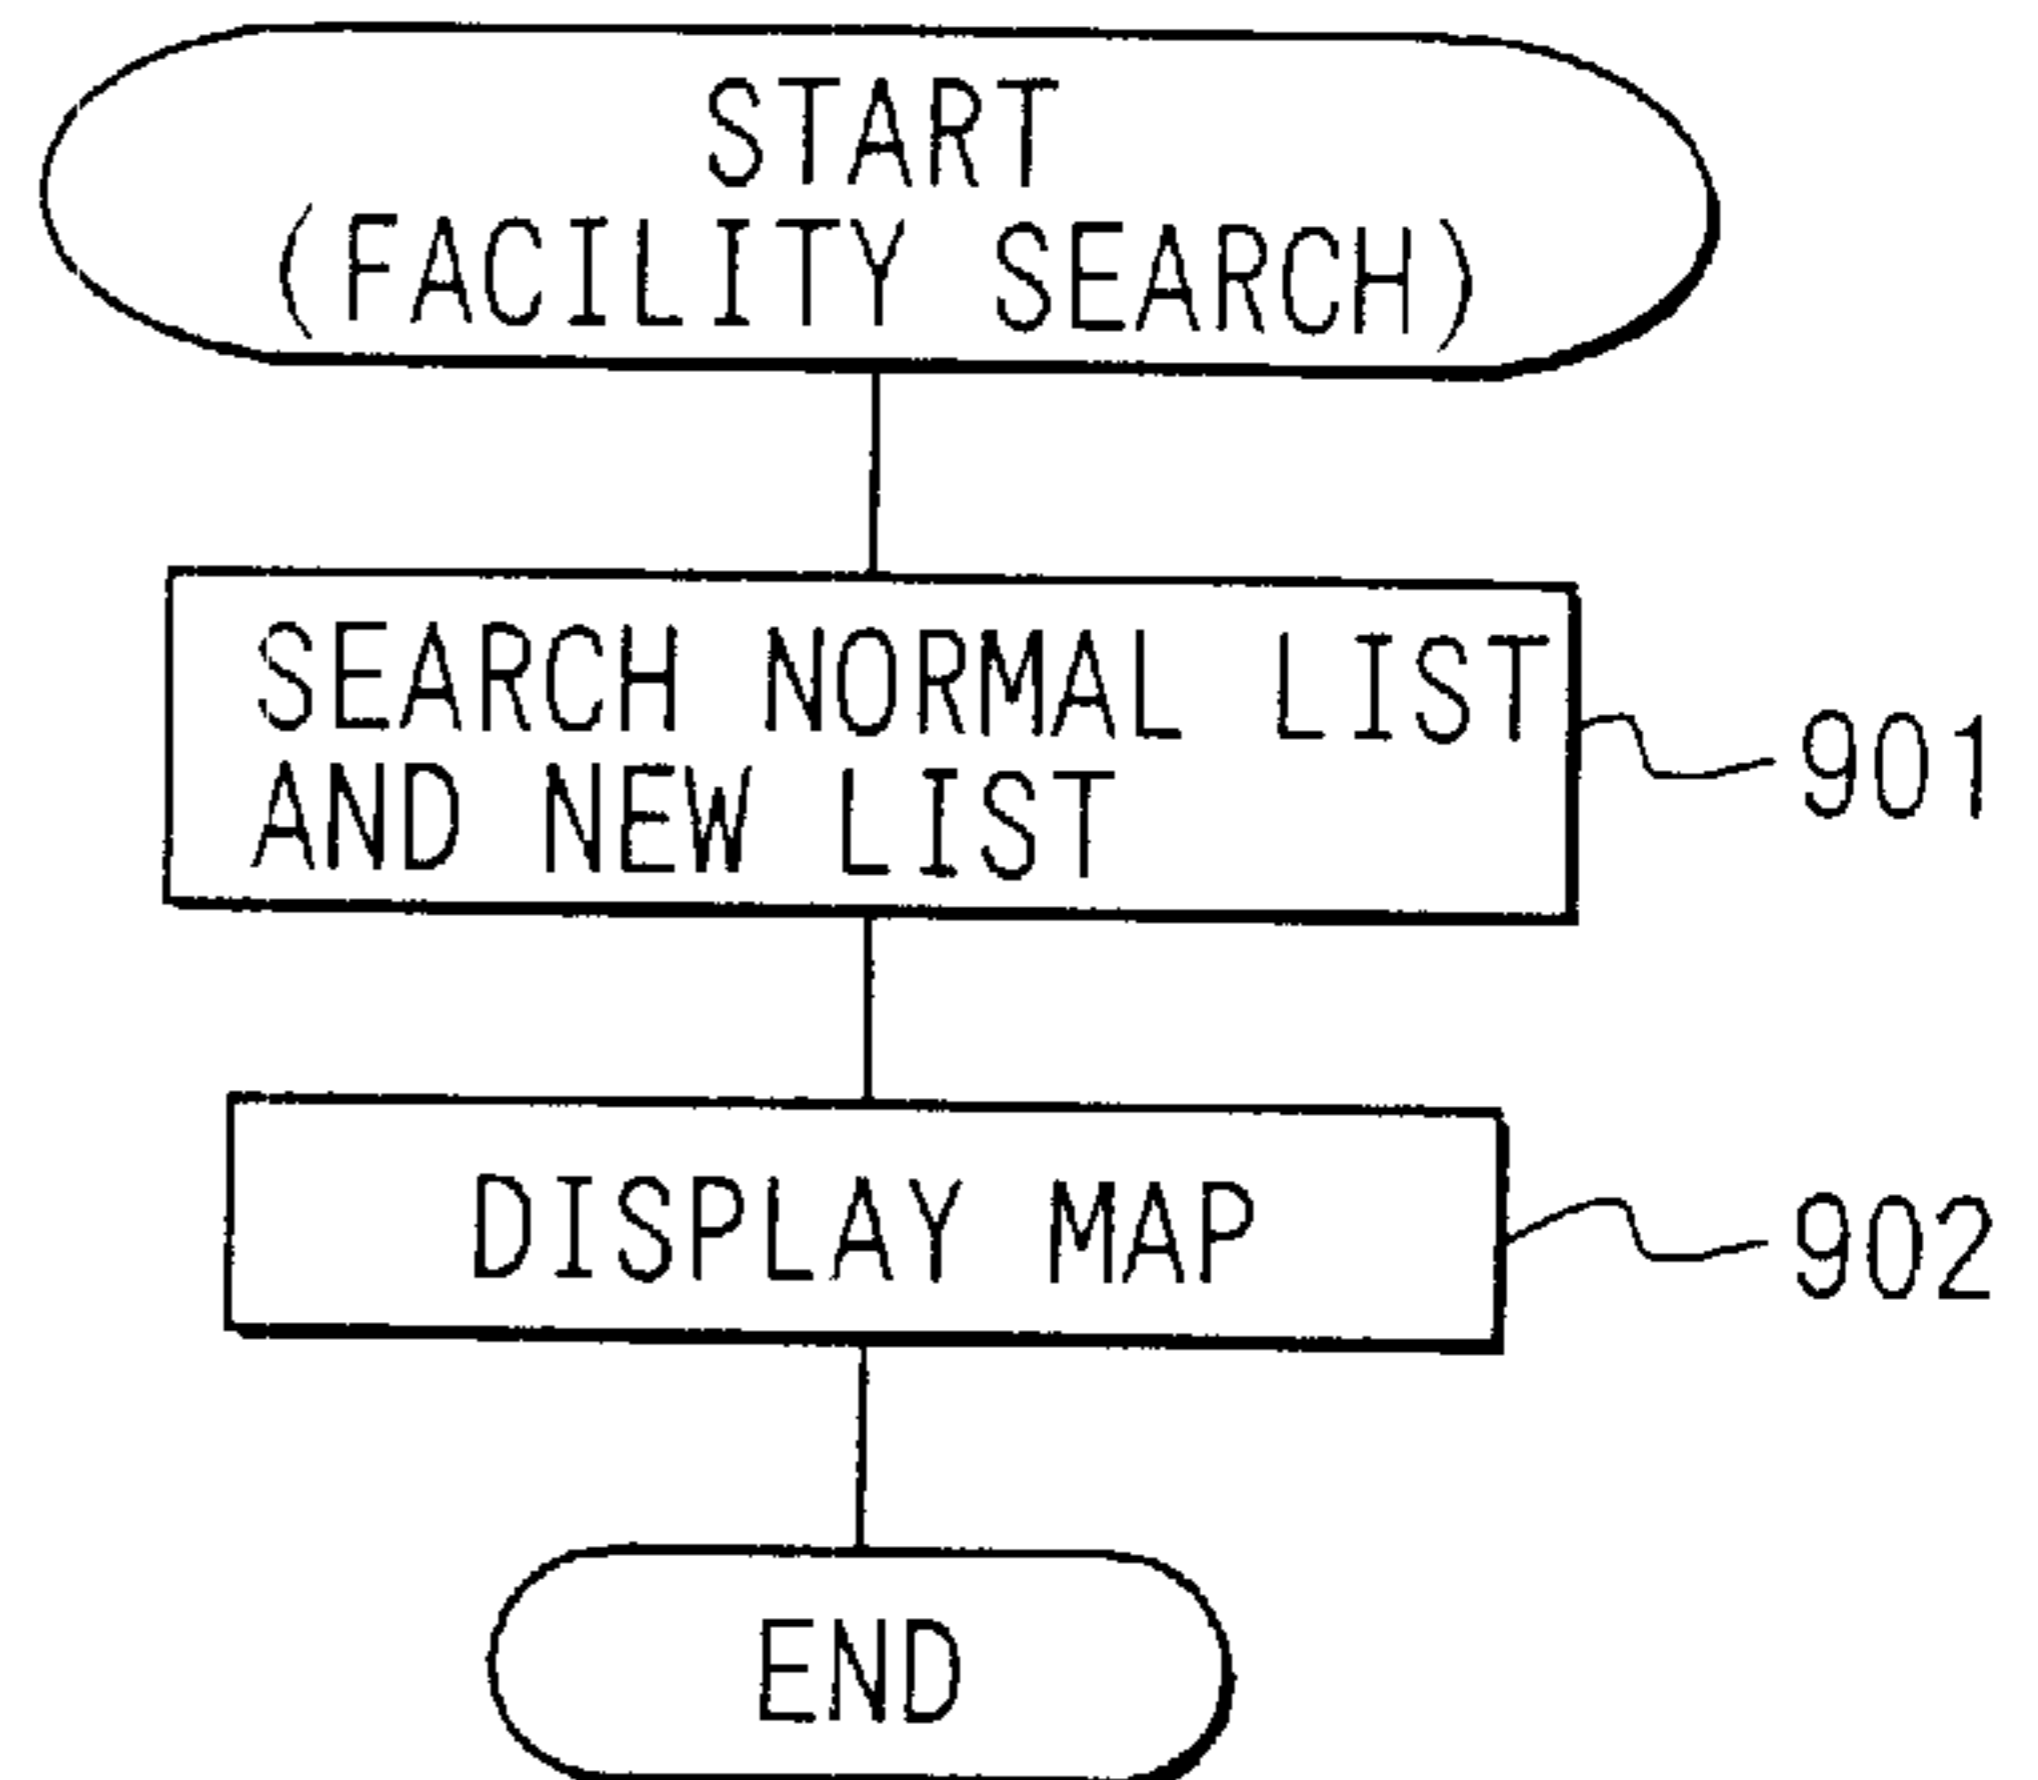 START
(FACILITY SEARCH)
SEARCH NORMAL LIST
AND NEW LIST
901
DISPLAY MAP
902
END